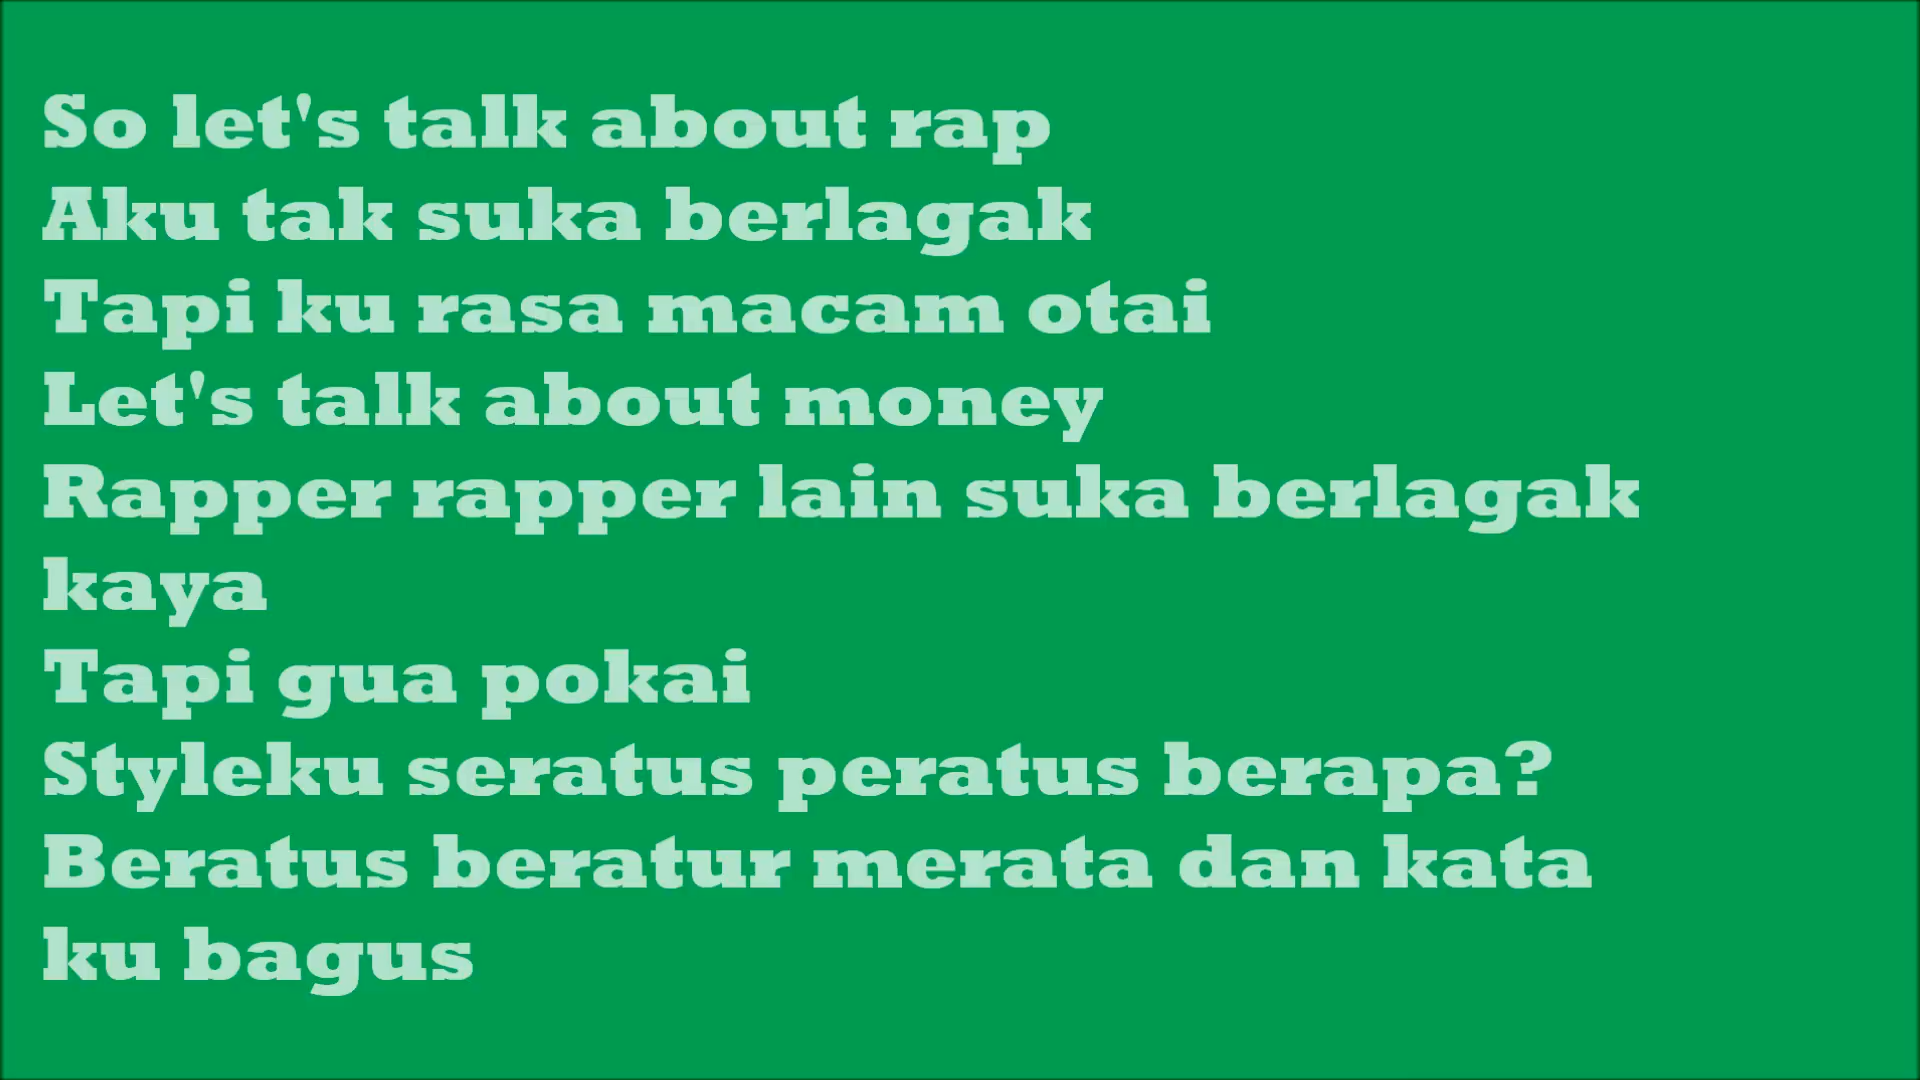 So let's talk about rap
Aku tak suka berlagak
Tapi ku rasa macam otai
Let's talk about money
Rapper rapper lain suka berlagak
kaya
Tapi gua pokai
Styleku seratus peratus berapa?
Beratus beratur merata dan kata
ku bagus